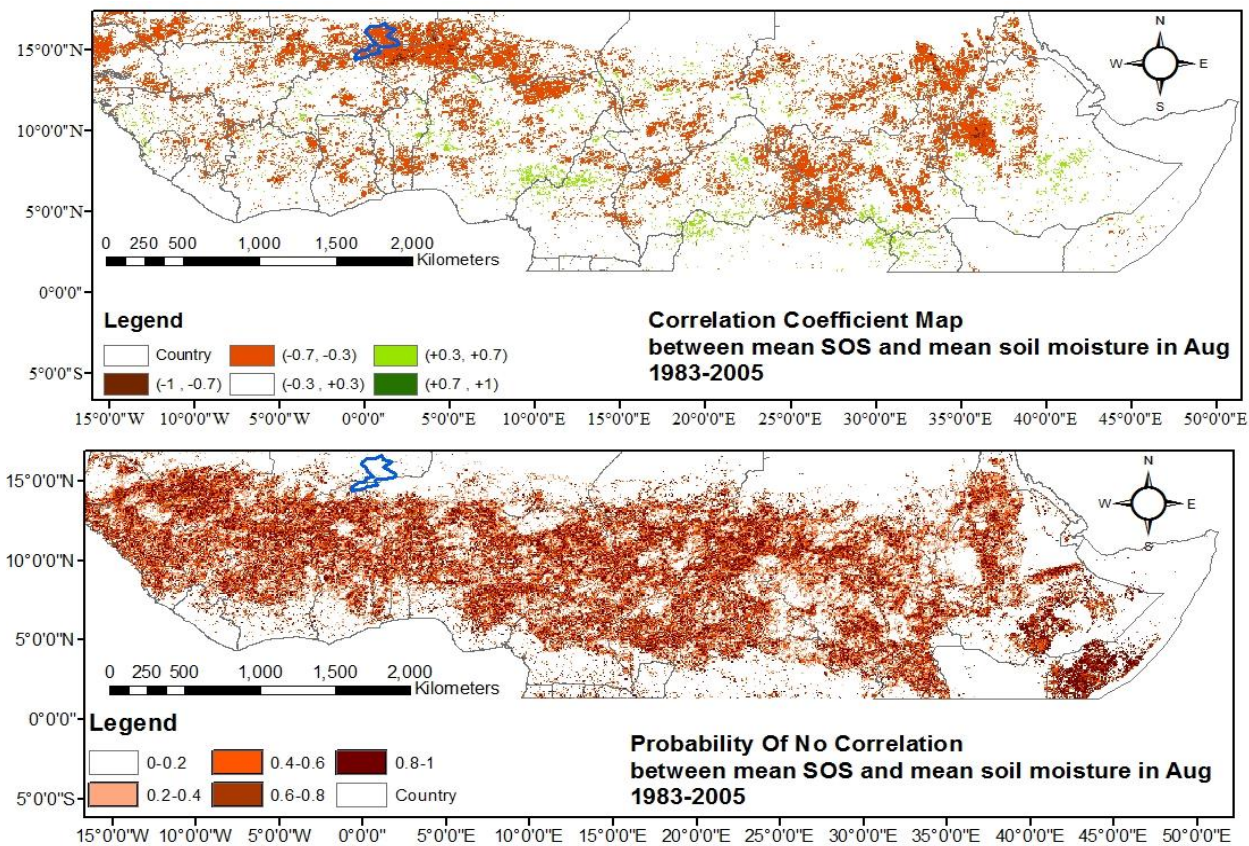 15°0'0"N
10°0'0"N
5°0'0"N
0°0'0"
5°0'0"S
N
W E
S
0 250 500 1,000 1,500 2,000
Kilometers
Legend
Country (-0.7, -0.3) (+0.3, +0.7)
(-1 , -0.7) (-0.3, +0.3) (+0.7, +1)
Correlation Coefficient Map
between mean SOS and mean soil moisture in Aug
1983-2005
15°0'0"W 10°0'0"W 5°0'0"W 0°0'0" 5°0'0"E 10°0'0"E 15°0'0"E 20°0'0"E 25°0'0"E 30°0'0"E 35°0'0"E 40°0'0"E 45°0'0"E 50°0'0"E
15°0'0"N
10°0'0"N
5°0'0"N
0°0'0"
5°0'0"S
N
W E
S
0 250 500 1,000 1,500 2,000
Kilometers
Legend
0-0.2 0.4-0.6 0.8-1
0.2-0.4 0.6-0.8 Country
Probability Of No Correlation
between mean SOS and mean soil moisture in Aug
1983-2005
15°0'0"W 10°0'0"W 5°0'0"W 0°0'0" 5°0'0"E 10°0'0"E 15°0'0"E 20°0'0"E 25°0'0"E 30°0'0"E 35°0'0"E 40°0'0"E 45°0'0"E 50°0'0"E